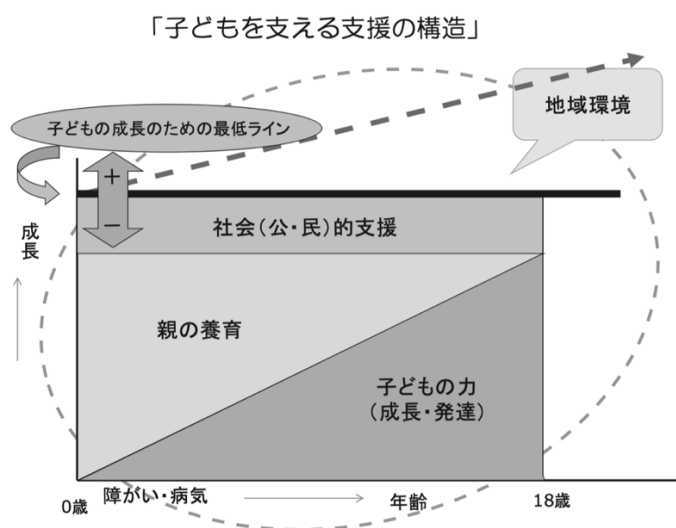 「子どもを支える支援の構造」
地域環境
子どもの成長のための最低ライン
+
−
社会(公・民)的支援
成長
親の養育
子どもの力
(成長・発達)
障がい・病気
0歳
年齢
18歳